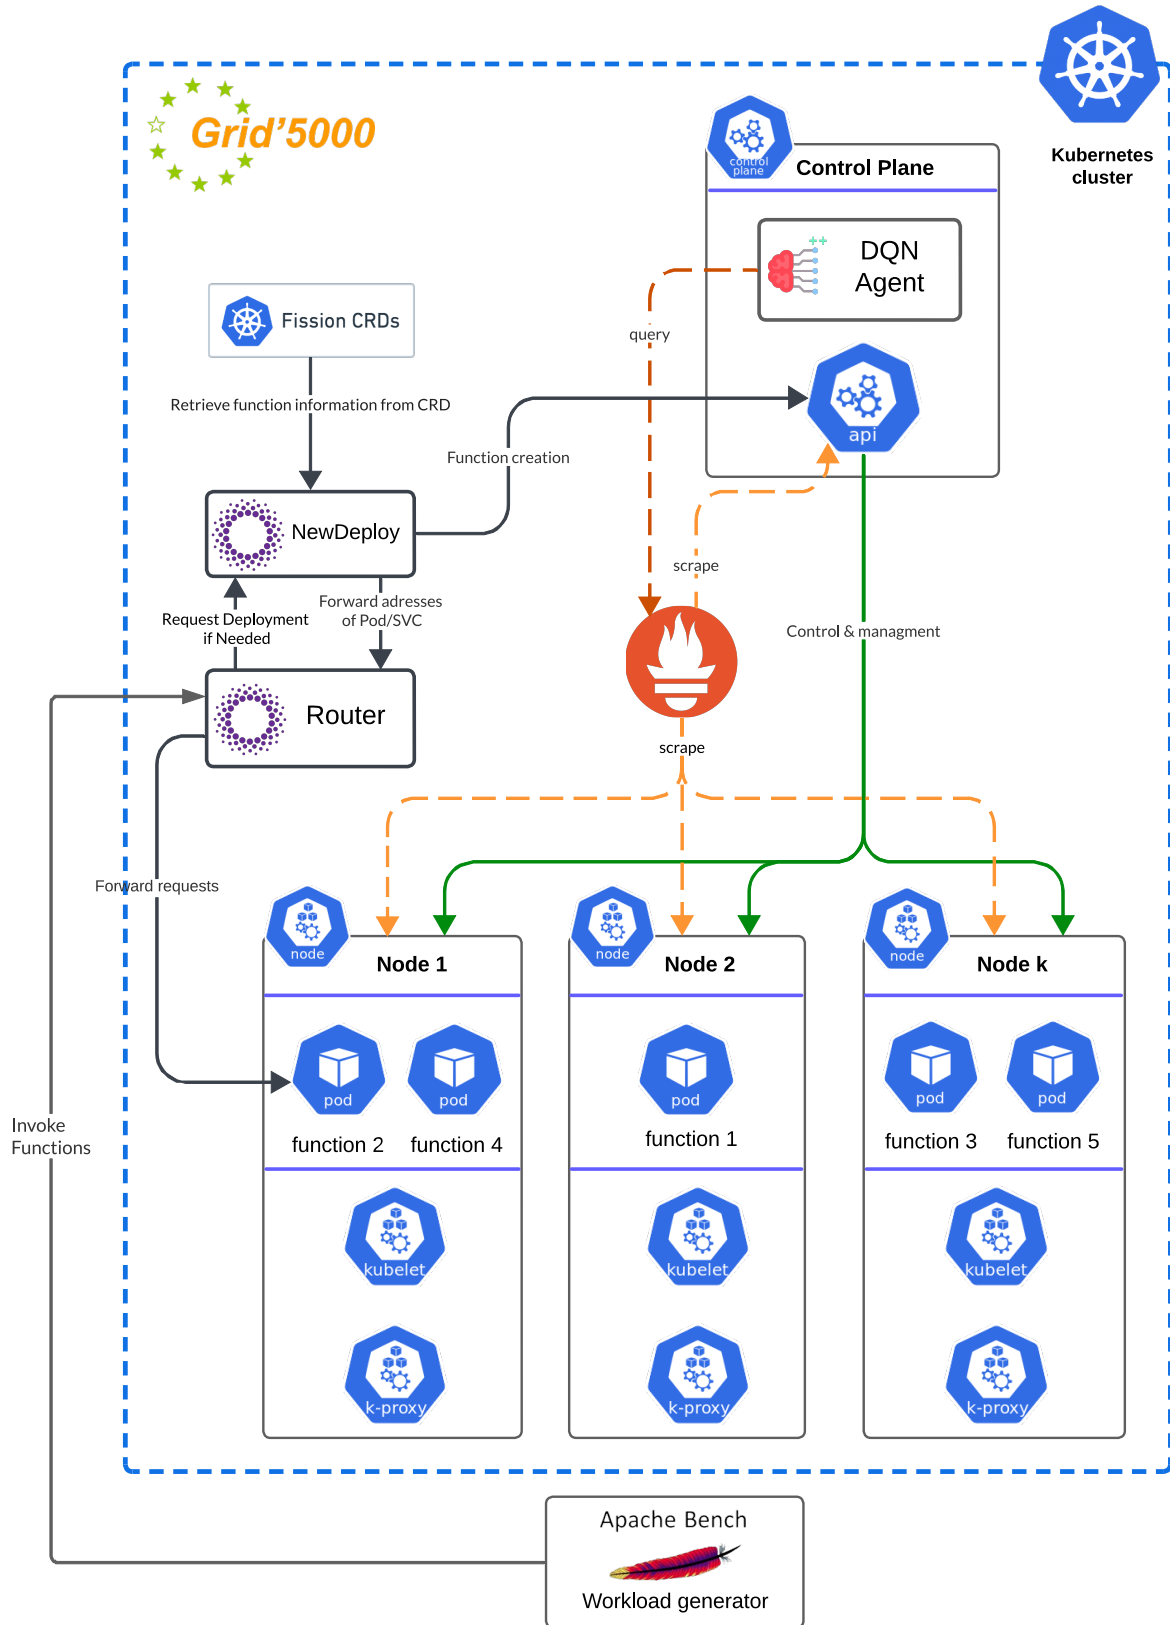 Grid'5000
Kubernetes
cluster
control
plane
Control Plane
DQN
Agent
query
Fission CRDs
Retrieve function information from CRD
api
Function creation
NewDeploy
scrape
Request Deployment
if Needed
Forward adresses
of Pod/SVC
Control & managment
Router
scrape
Forward requests
node
Node 1
node
Node 2
node
Node k
pod
pod
pod
pod
pod
function 2
function 4
function 1
function 3
function 5
Invoke
Functions
kubelet
kubelet
kubelet
k-proxy
k-proxy
k-proxy
Apache Bench
Workload generator